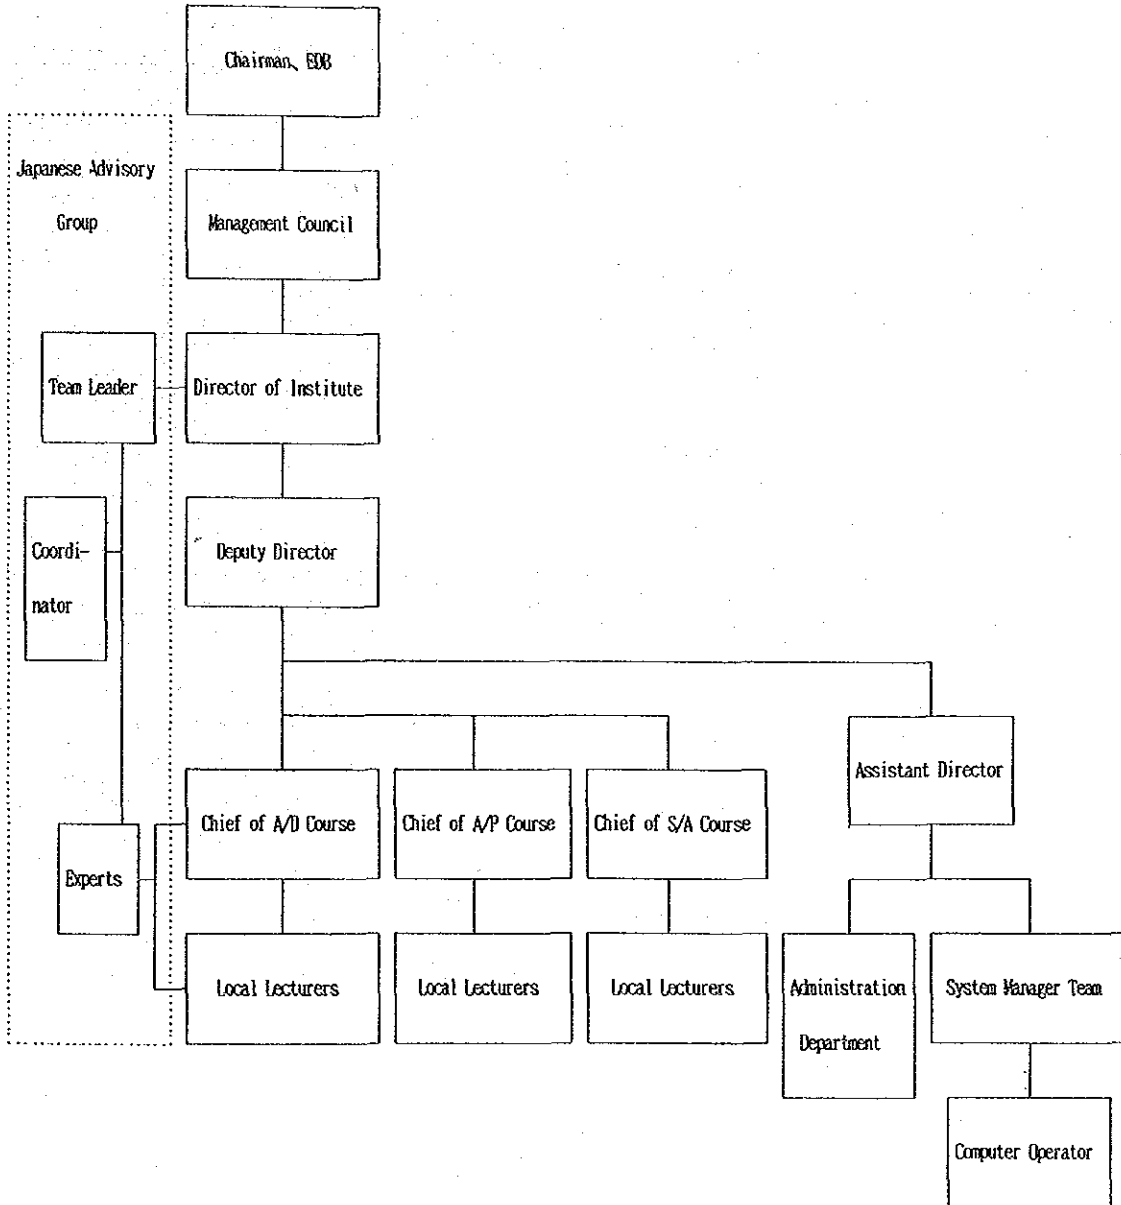 Chairman, EDB
Japanese Advisory
Group
Management Council
Team Leader
Director of Institute
Coordi-
nator
Deputy Director
Assistant Director
Chief of A/D Course
Chief of A/P Course
Chief of S/A Course
Experts
Local Lecturers
Local Lecturers
Local Lecturers
Administration
Department
System Manager Team
Computer Operator